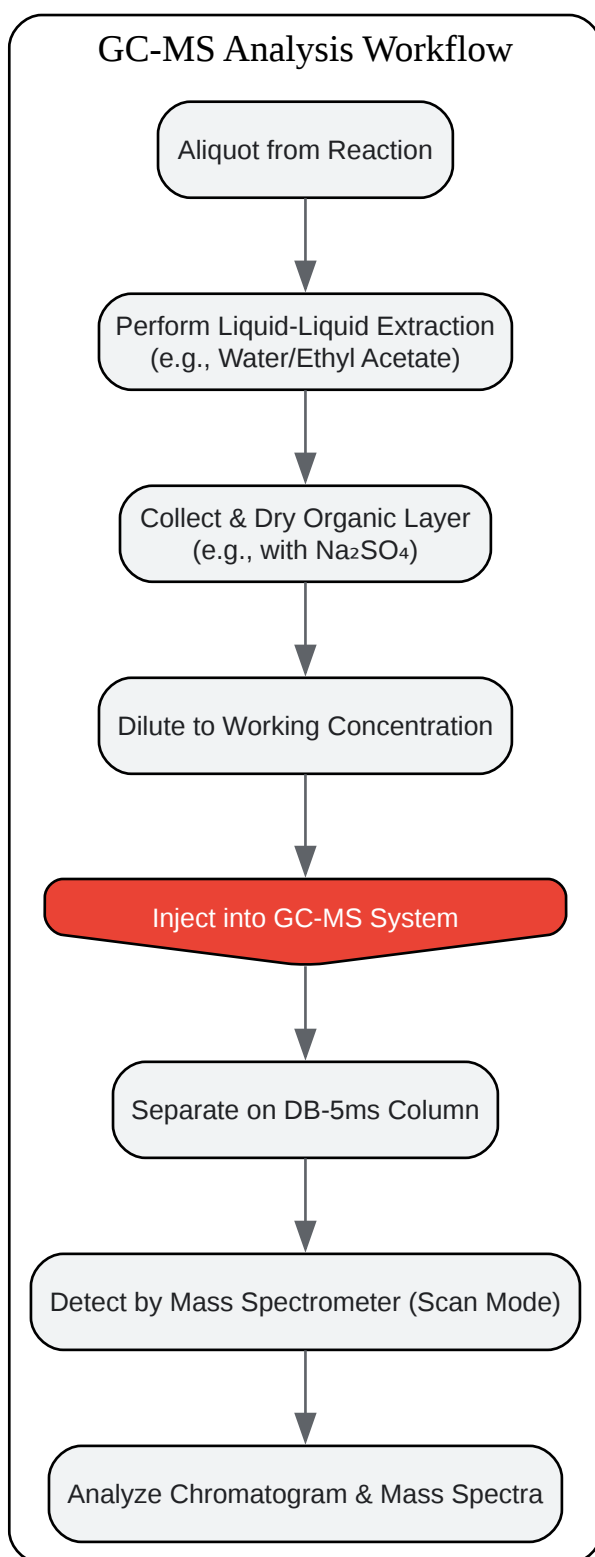 GC-MS Analysis Workflow
Aliquot from Reaction
Perform Liquid-Liquid Extraction
(e.g., Water/Ethyl Acetate)
Collect & Dry Organic Layer
(e.g., with Na₂SO₄)
Dilute to Working Concentration
Inject into GC-MS System
Separate on DB-5ms Column
Detect by Mass Spectrometer (Scan Mode)
Analyze Chromatogram & Mass Spectra